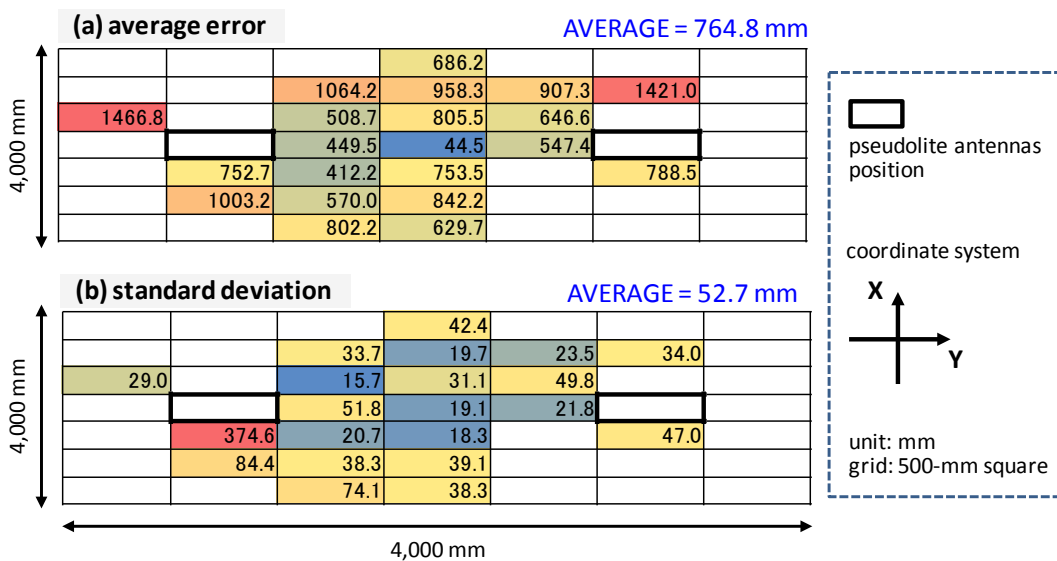 (a) average error
AVERAGE = 764.8 mm
4,000 mm
686.2
1064.2 958.3 907.3 1421.0
1466.8 508.7 805.5 646.6
449.5 44.5 547.4
752.7 412.2 753.5 788.5
1003.2 570.0 842.2
802.2 629.7
(b) standard deviation
AVERAGE = 52.7 mm
4,000 mm
42.4
33.7 19.7 23.5 34.0
29.0 15.7 31.1 49.8
51.8 19.1 21.8
374.6 20.7 18.3 47.0
84.4 38.3 39.1
74.1 38.3
4,000 mm
pseudolite antennas
position
coordinate system
X
Y
unit: mm
grid: 500-mm square